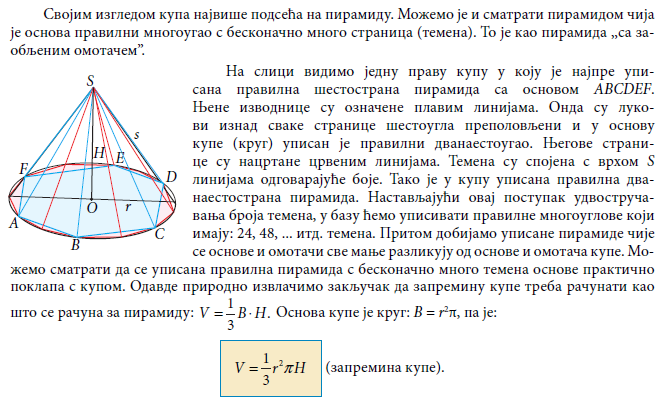 Својим изгледом купа највише подсећа на пирамиду. Можемо је и сматрати пирамидом чија
је основа правилни многоугао с бесконачно много страница (темена). То је као пирамида „са за-
обљеним омотачем”.
На слици видимо једну праву купу у коју је најпре упи-
сана правилна шестострана пирамида са основом ABCDEF.
Њене изводнице су означене плавим линијама. Онда су луко-
ви изнад сваке странице шестоугла преполовљени и у основу
купе (круг) уписан је правилни дванаестоугао. Његове страни-
це су нацртане црвеним линијама. Темена су спојена с врхом S
линијама одговарајуће боје. Тако је у купу уписана правилна два-
наестострана пирамида. Настављајући овај поступак удвостручa-
вања броја темена, у базу ћемо уписивати правилне многоуглове који
имају: 24, 48, ... итд. темена. Притом добијамо уписане пирамиде чије
се основе и омотачи све мање разликују од основе и омотача купе. Мо-
жемо сматрати да се уписана правилна пирамида с бесконачно много темена основе практично
поклапа с купом. Одавде природно извлачимо закључак да запремину купе треба рачунати као
што се рачуна за пирамиду: V = 1/3 B · H. Основа купе је круг: B = r²π, па је:
V = 1/3 r²πH (запремина купе).
S
s
H
F
E
D
O
r
A
B
C